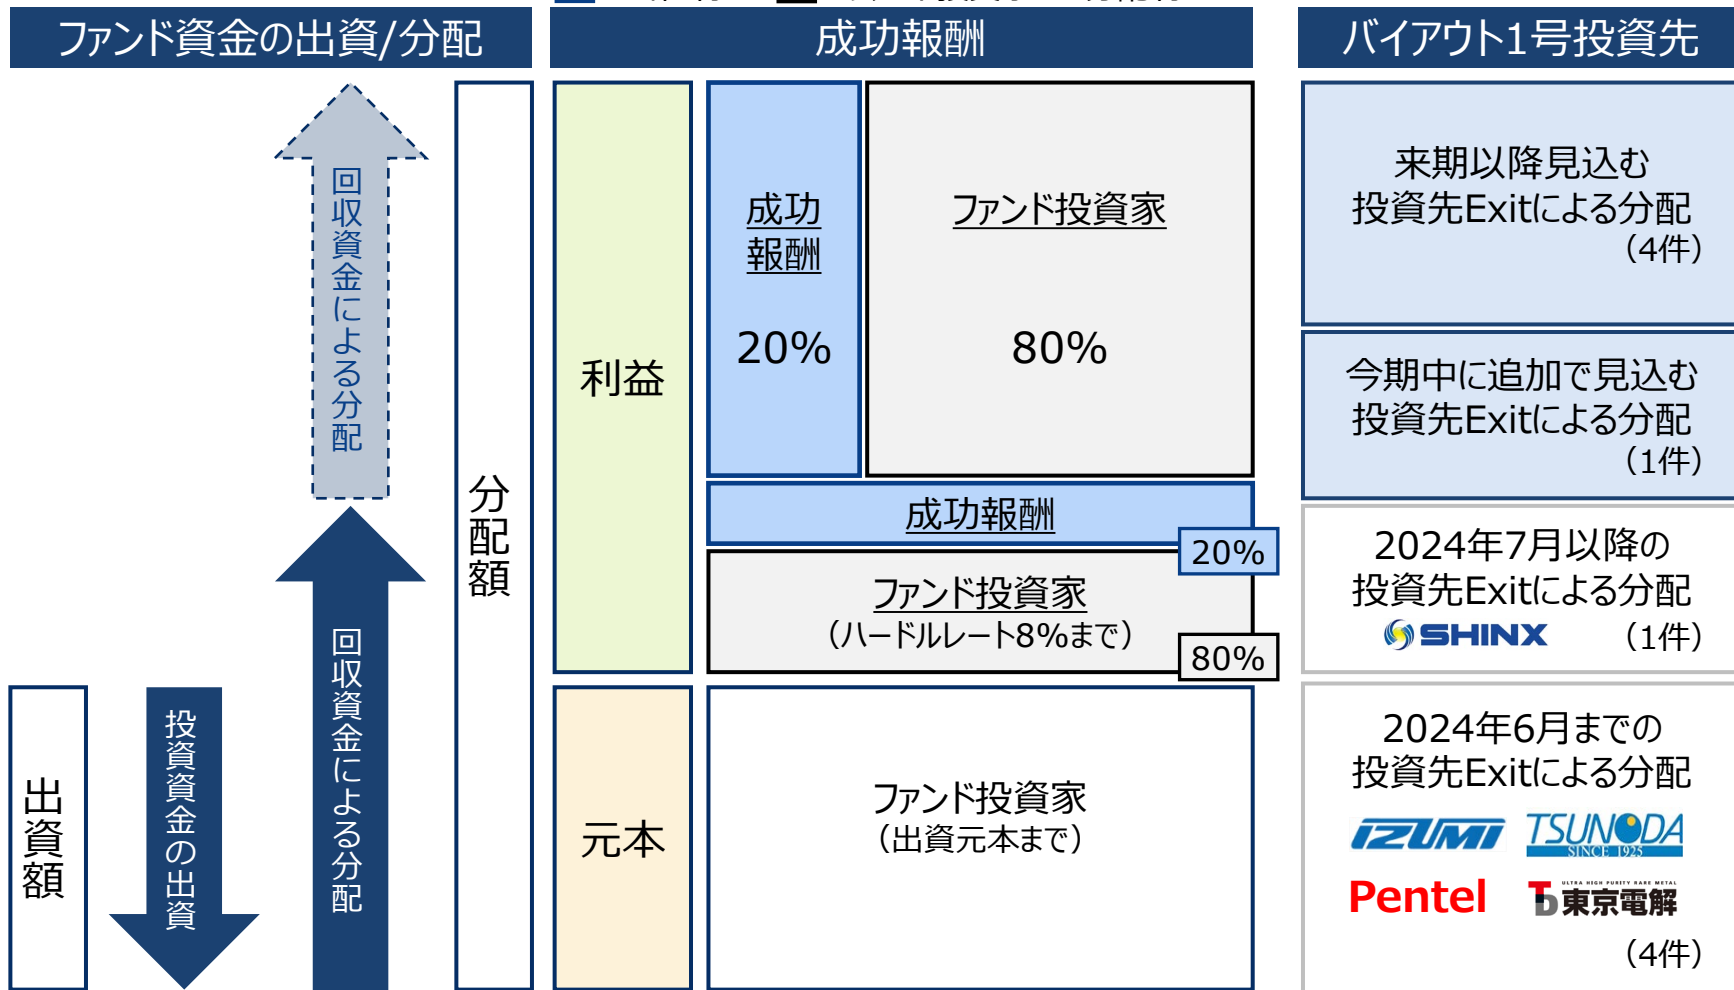 ファンド資金の出資/分配
成功報酬
バイアウト1号投資先
回収資金による分配
回収資金による分配
投資資金の出資
出資額
分配額
利益
元本
成功
報酬
20%
ファンド投資家
80%
成功報酬
20%
ファンド投資家
（ハードルレート8%まで）
80%
ファンド投資家
（出資元本まで）
来期以降見込む
投資先Exitによる分配
（4件）
今期中に追加で見込む
投資先Exitによる分配
（1件）
2024年7月以降の
投資先Exitによる分配
SHINX
（1件）
2024年6月までの
投資先Exitによる分配
IZUMI
TSUNODA
SINCE 1925
Pentel
ULTRA HIGH PURITY RARE METAL
東京電解
（4件）